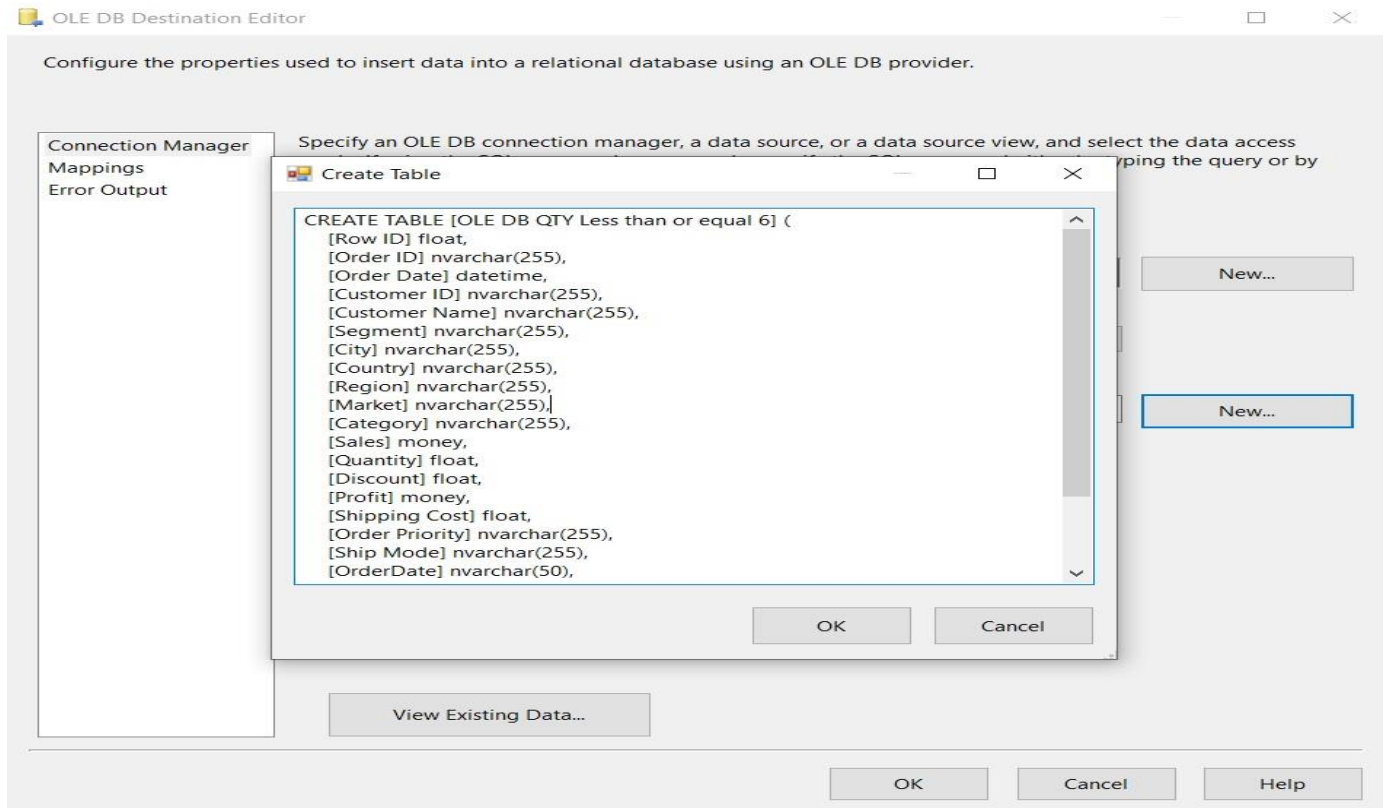 OLE DB Destination Editor
Configure the properties used to insert data into a relational database using an OLE DB provider.
Connection Manager
Mappings
Error Output
Specify an OLE DB connection manager, a data source, or a data source view, and select the data access
typing the query or by
Create Table
CREATE TABLE [OLE DB QTY Less than or equal 6] (
[Row ID] float,
[Order ID] nvarchar(255),
[Order Date] datetime,
[Customer ID] nvarchar(255),
[Customer Name] nvarchar(255),
[Segment] nvarchar(255),
[City] nvarchar(255),
[Country] nvarchar(255),
[Region] nvarchar(255),
[Market] nvarchar(255),
[Category] nvarchar(255),
[Sales] money,
[Quantity] float,
[Discount] float,
[Profit] money,
[Shipping Cost] float,
[Order Priority] nvarchar(255),
[Ship Mode] nvarchar(255),
[OrderDate] nvarchar(50),
OK
Cancel
New...
New...
View Existing Data...
OK
Cancel
Help